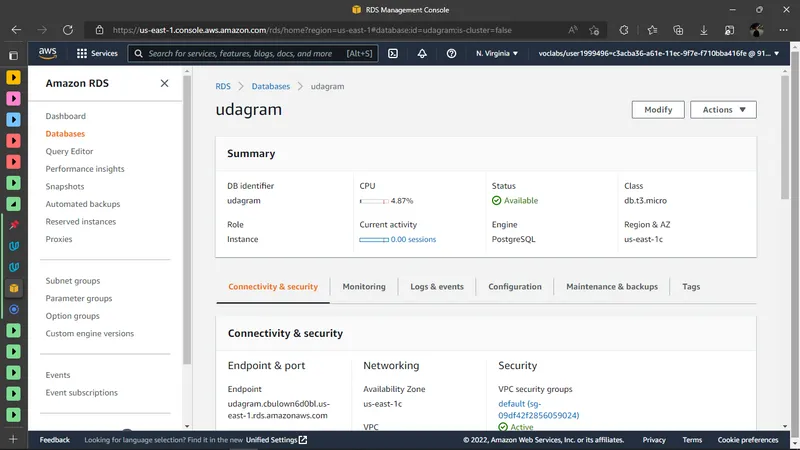 RDS Management Console
https://us-east-1.console.aws.amazon.com/rds/home?region=us-east-1#database:id=udagram;is-cluster=false
aws
Services
Search for services, features, blogs, docs, and more
[Alt+S]
N. Virginia
voclabs/user1999496=c3acba36-a61e-11ec-9f7e-f710bba416fe @ 91...
Amazon RDS
Dashboard
Databases
Query Editor
Performance insights
Snapshots
Automated backups
Reserved instances
Proxies
Subnet groups
Parameter groups
Option groups
Custom engine versions
Events
Event subscriptions
RDS
Databases
udagram
udagram
Modify
Actions
Summary
DB identifier
udagram
CPU
4.87%
Status
Available
Class
db.t3.micro
Role
Instance
Current activity
0.00 sessions
Engine
PostgreSQL
Region & AZ
us-east-1c
Connectivity & security
Monitoring
Logs & events
Configuration
Maintenance & backups
Tags
Connectivity & security
Endpoint & port
Endpoint
udagram.cbulown6d0bl.us-
east-1.rds.amazonaws.com
Networking
Availability Zone
us-east-1c
VPC
Security
VPC security groups
default (sg-
09df42f2856059024)
Active
Feedback
Looking for language selection? Find it in the new Unified Settings
© 2022, Amazon Web Services, Inc. or its affiliates.
Privacy
Terms
Cookie preferences